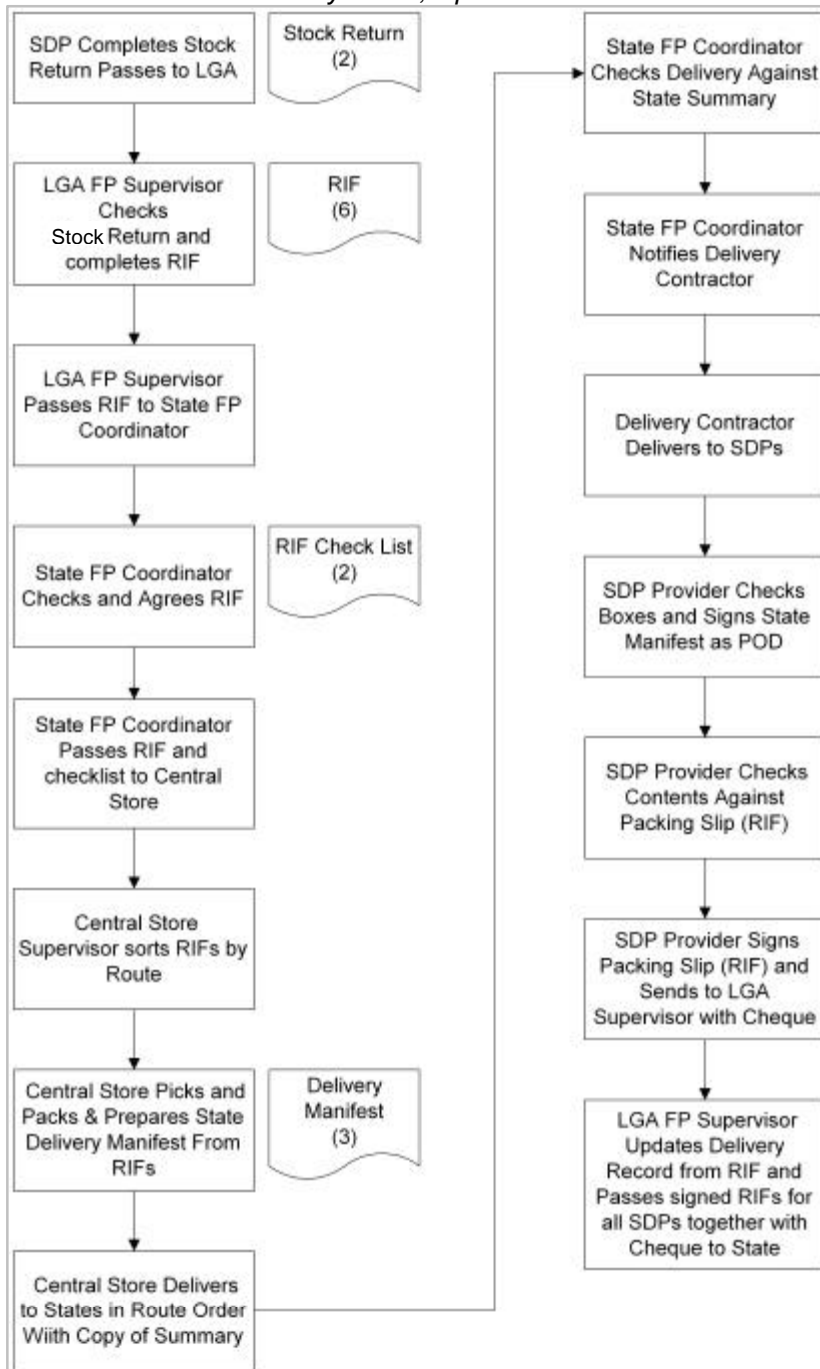 SDP Completes Stock
Return Passes to LGA
Stock Return
(2)
LGA FP Supervisor
Checks
Stock Return and
completes RIF
RIF
(6)
LGA FP Supervisor
Passes RIF to State FP
Coordinator
State FP Coordinator
Checks and Agrees RIF
RIF Check List
(2)
State FP Coordinator
Passes RIF and
checklist to Central
Store
Central Store
Supervisor sorts RIFs by
Route
Central Store Picks and
Packs & Prepares State
Delivery Manifest From
RIFs
Delivery
Manifest
(3)
Central Store Delivers
to States in Route Order
Wiith Copy of Summary
State FP Coordinator
Checks Delivery Against
State Summary
State FP Coordinator
Notifies Delivery
Contractor
Delivery Contractor
Delivers to SDPs
SDP Provider Checks
Boxes and Signs State
Manifest as POD
SDP Provider Checks
Contents Against
Packing Slip (RIF)
SDP Provider Signs
Packing Slip (RIF) and
Sends to LGA
Supervisor with Cheque
LGA FP Supervisor
Updates Delivery
Record from RIF and
Passes signed RIFs for
all SDPs together with
Cheque to State